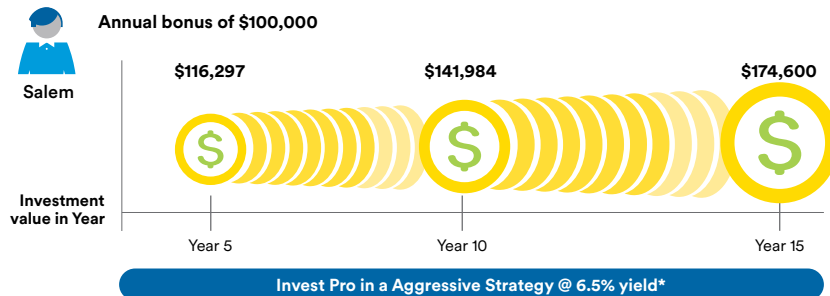 Annual bonus of $100,000
Salem
$116,297 $141,984 $174,600
$ $ $
Investment
value in Year
Year 5 Year 10 Year 15
Invest Pro in a Aggressive Strategy @ 6.5% yield*